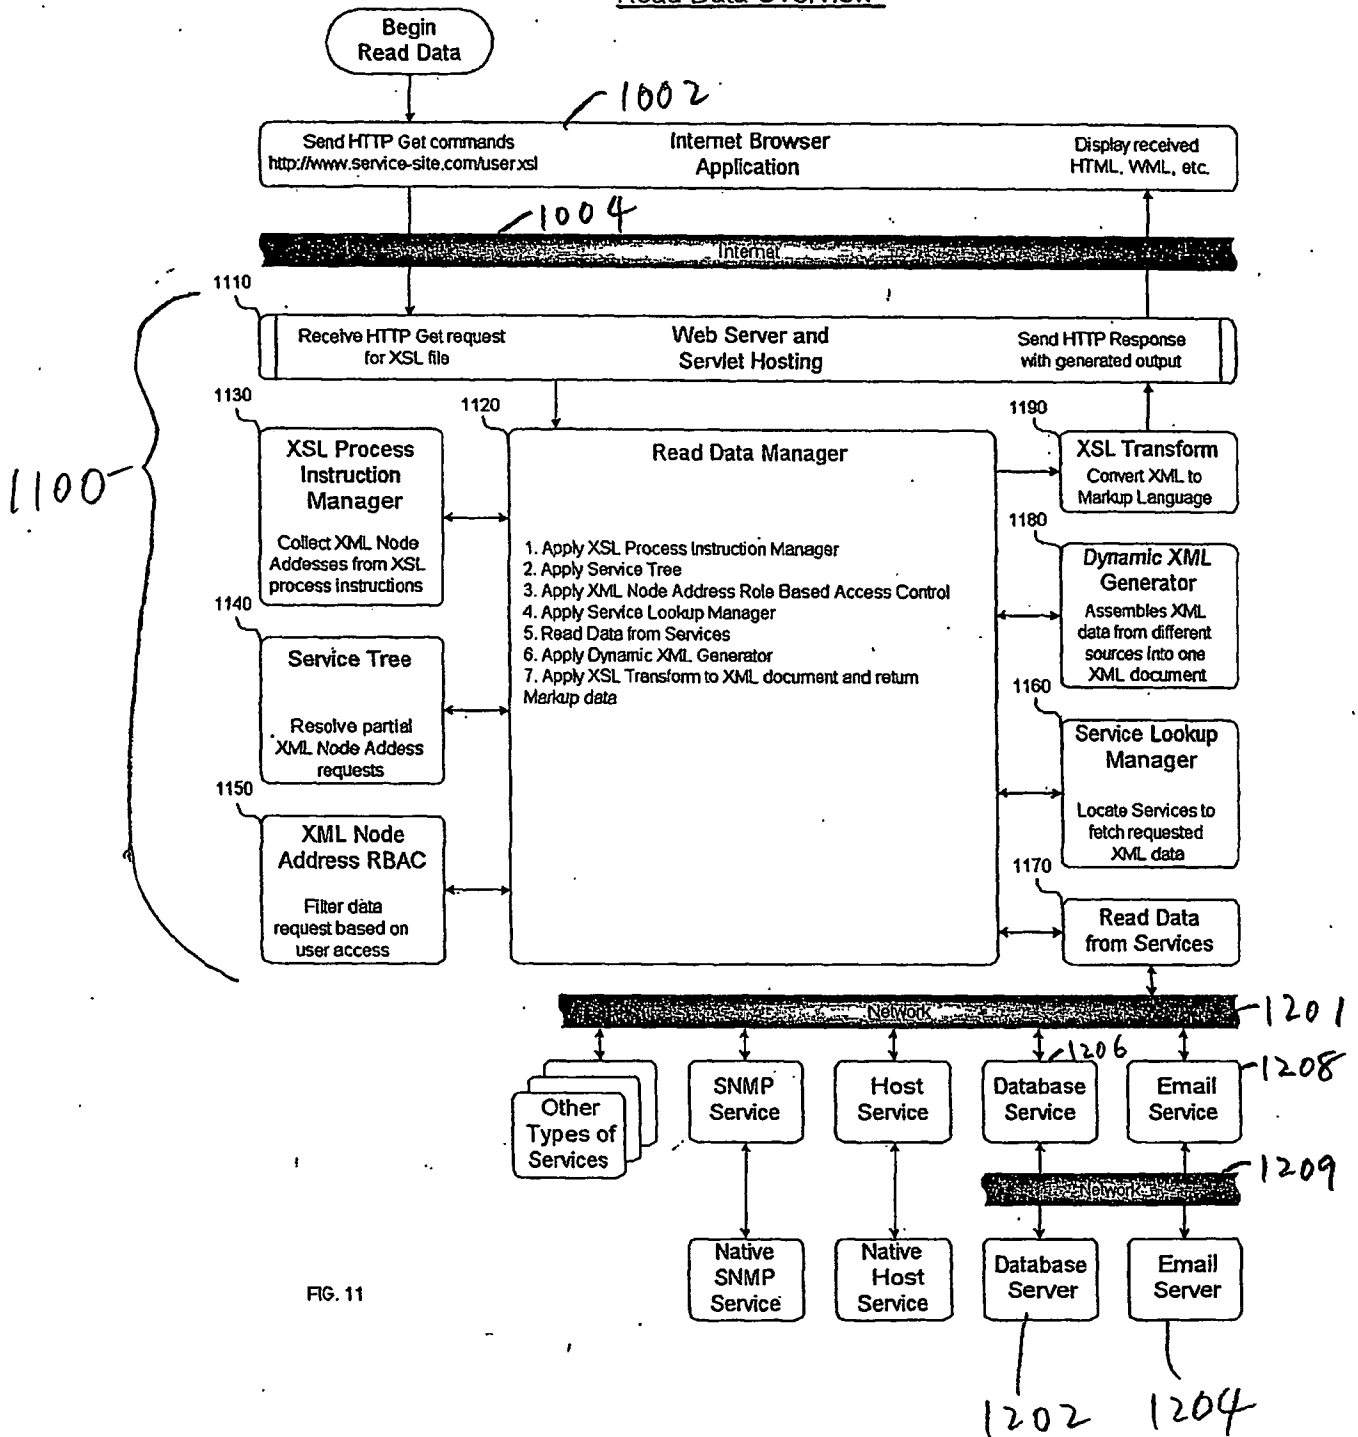 Read Data Overview
Begin
Read Data
1002
Send HTTP Get commands
http://www.service-site.com/user.xsl
Internet Browser
Application
Display received
HTML, WML, etc.
1004
Internet
1110
Receive HTTP Get request
for XSL file
Web Server and
Servlet Hosting
Send HTTP Response
with generated output
1100
1130
XSL Process
Instruction
Manager
Collect XML Node
Addresses from XSL
process instructions
1120
Read Data Manager
1. Apply XSL Process Instruction Manager
2. Apply Service Tree
3. Apply XML Node Address Role Based Access Control
4. Apply Service Lookup Manager
5. Read Data from Services
6. Apply Dynamic XML Generator
7. Apply XSL Transform to XML document and return
Markup data
1190
XSL Transform
Convert XML to
Markup Language
1180
Dynamic XML
Generator
Assembles XML
data from different
sources into one
XML document
1140
Service Tree
Resolve partial
XML Node Addess
requests
1160
Service Lookup
Manager
Locate Services to
fetch requested
XML data
1150
XML Node
Address RBAC
Filter data
request based on
user access
1170
Read Data
from Services
Network
1201
Other
Types of
Services
SNMP
Service
Host
Service
1206
Database
Service
1208
Email
Service
Network
1209
Native
SNMP
Service
Native
Host
Service
Database
Server
Email
Server
FIG. 11
1202
1204